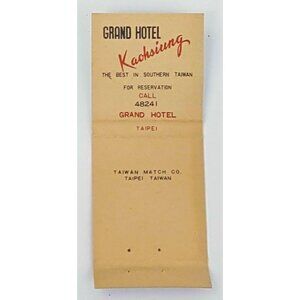 GRAND HOTEL
Kaohsiung
THE BEST IN SOUTHERN TAIWAN
FOR RESERVATION
CALL
48241
GRAND HOTEL
TAIPEI
TAIWAN MATCH CO.
TAIPEI TAIWAN